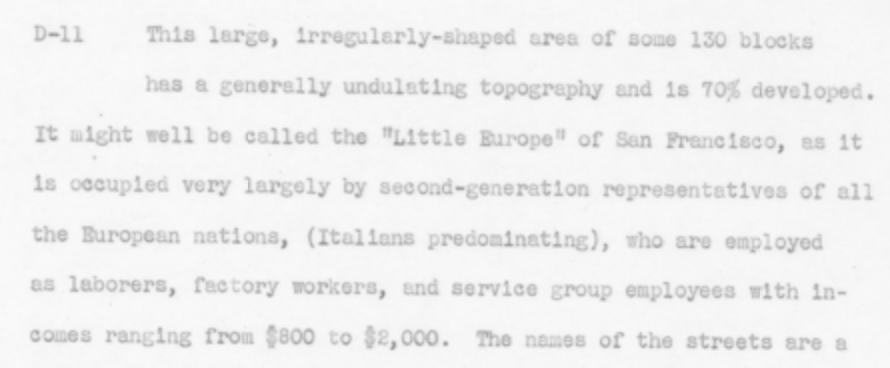 D-11 This large, irregularly-shaped area of some 130 blocks
has a generally undulating topography and is 70% developed.
It might well be called the "Little Europe" of San Francisco, as it
is occupied very largely by second-generation representatives of all
the European nations, (Italians predominating), who are employed
as laborers, factory workers, and service group employees with in-
comes ranging from $800 to $2,000. The names of the streets are a